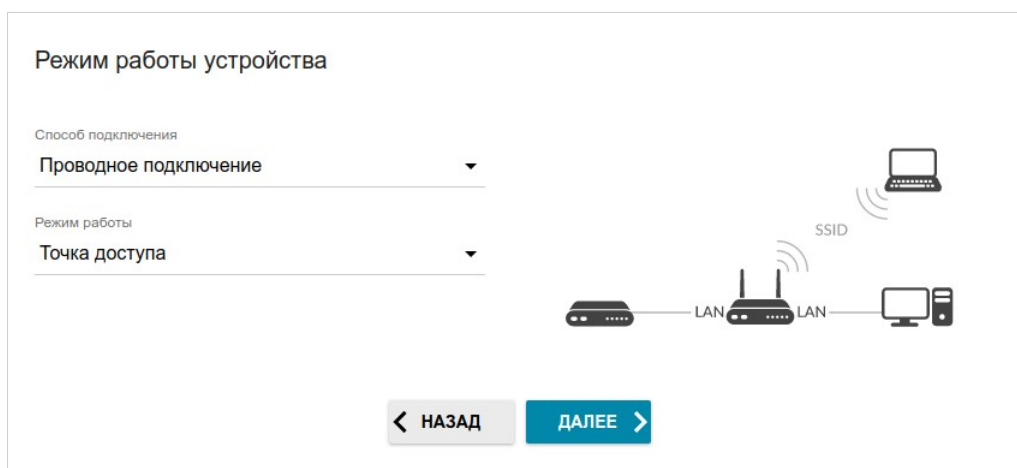 Режим работы устройства
Способ подключения
Проводное подключение
Режим работы
Точка доступа
SSID
LAN
LAN
НАЗАД
ДАЛЕЕ